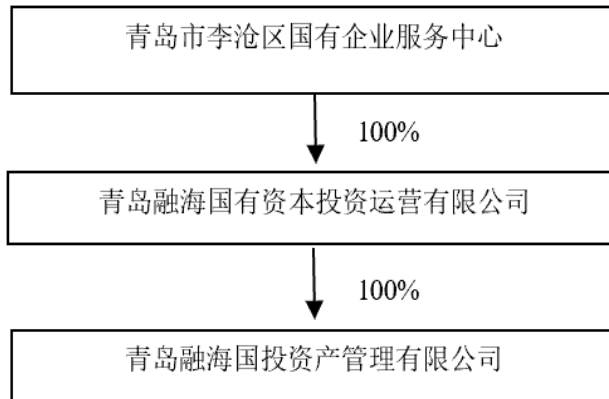 青岛市李沧区国有企业服务中心
100%
青岛融海国有资本投资运营有限公司
100%
青岛融海国投资产管理有限公司